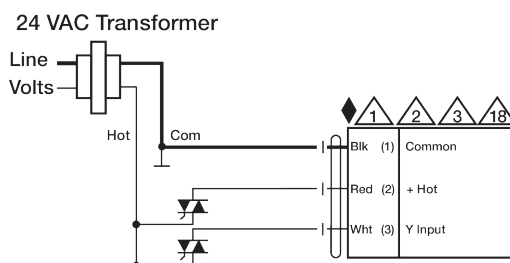 24 VAC Transformer
Line
Volts
Hot
Com
1 2 3 18
Blk (1) Common
Red (2) + Hot
Wht (3) Y Input